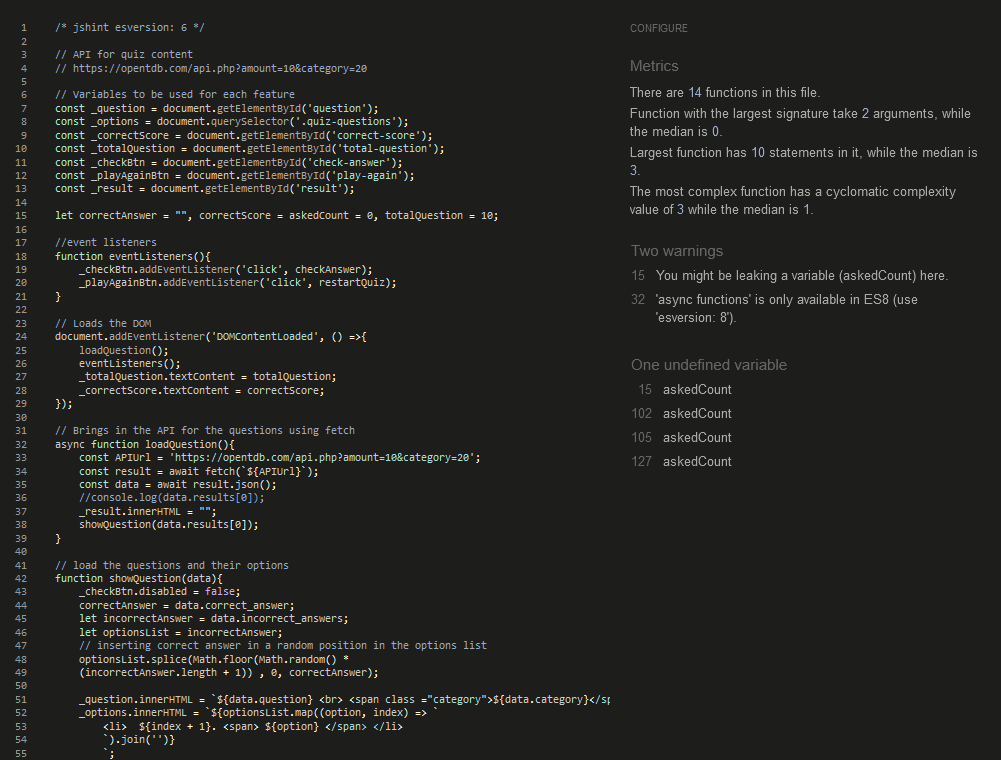 1 /* jshint esversion: 6 */
2
3 // API for quiz content
4 // https://opentdb.com/api.php?amount=10&category=20
5
6 // Variables to be used for each feature
7 const _question = document.getElementById('question');
8 const _options = document.querySelector('.quiz-questions');
9 const _correctScore = document.getElementById('correct-score');
10 const _totalQuestion = document.getElementById('total-question');
11 const _checkBtn = document.getElementById('check-answer');
12 const _playAgainBtn = document.getElementById('play-again');
13 const _result = document.getElementById('result');
14
15 let correctAnswer = "", correctScore = askedCount = 0, totalQuestion = 10;
16
17 //event listeners
18 function eventListeners(){
19 _checkBtn.addEventListener('click', checkAnswer);
20 _playAgainBtn.addEventListener('click', restartQuiz);
21 }
22
23 // Loads the DOM
24 document.addEventListener('DOMContentLoaded', () =>{
25 loadQuestion();
26 eventListeners();
27 _totalQuestion.textContent = totalQuestion;
28 _correctScore.textContent = correctScore;
29 });
30
31 // Brings in the API for the questions using fetch
32 async function loadQuestion(){
33 const APIUrl = 'https://opentdb.com/api.php?amount=10&category=20';
34 const result = await fetch(`${APIUrl}`);
35 const data = await result.json();
36 //console.log(data.results[0]);
37 _result.innerHTML = "";
38 showQuestion(data.results[0]);
39 }
40
41 // load the questions and their options
42 function showQuestion(data){
43 _checkBtn.disabled = false;
44 correctAnswer = data.correct_answer;
45 let incorrectAnswer = data.incorrect_answers;
46 let optionsList = incorrectAnswer;
47 // inserting correct answer in a random position in the options list
48 optionsList.splice(Math.floor(Math.random() *
49 (incorrectAnswer.length + 1)) , 0, correctAnswer);
50
51 _question.innerHTML = `${data.question} <br> <span class ="category">${data.category}</sp
52 _options.innerHTML = `${optionsList.map((option, index) => `
53 <li> ${index + 1}. <span> ${option} </span> </li>
54 `).join('')}
55 `;
CONFIGURE
Metrics
There are 14 functions in this file.
Function with the largest signature take 2 arguments, while
the median is 0.
Largest function has 10 statements in it, while the median is
3.
The most complex function has a cyclomatic complexity
value of 3 while the median is 1.
Two warnings
15 You might be leaking a variable (askedCount) here.
32 'async functions' is only available in ES8 (use
'esversion: 8').
One undefined variable
15 askedCount
102 askedCount
105 askedCount
127 askedCount